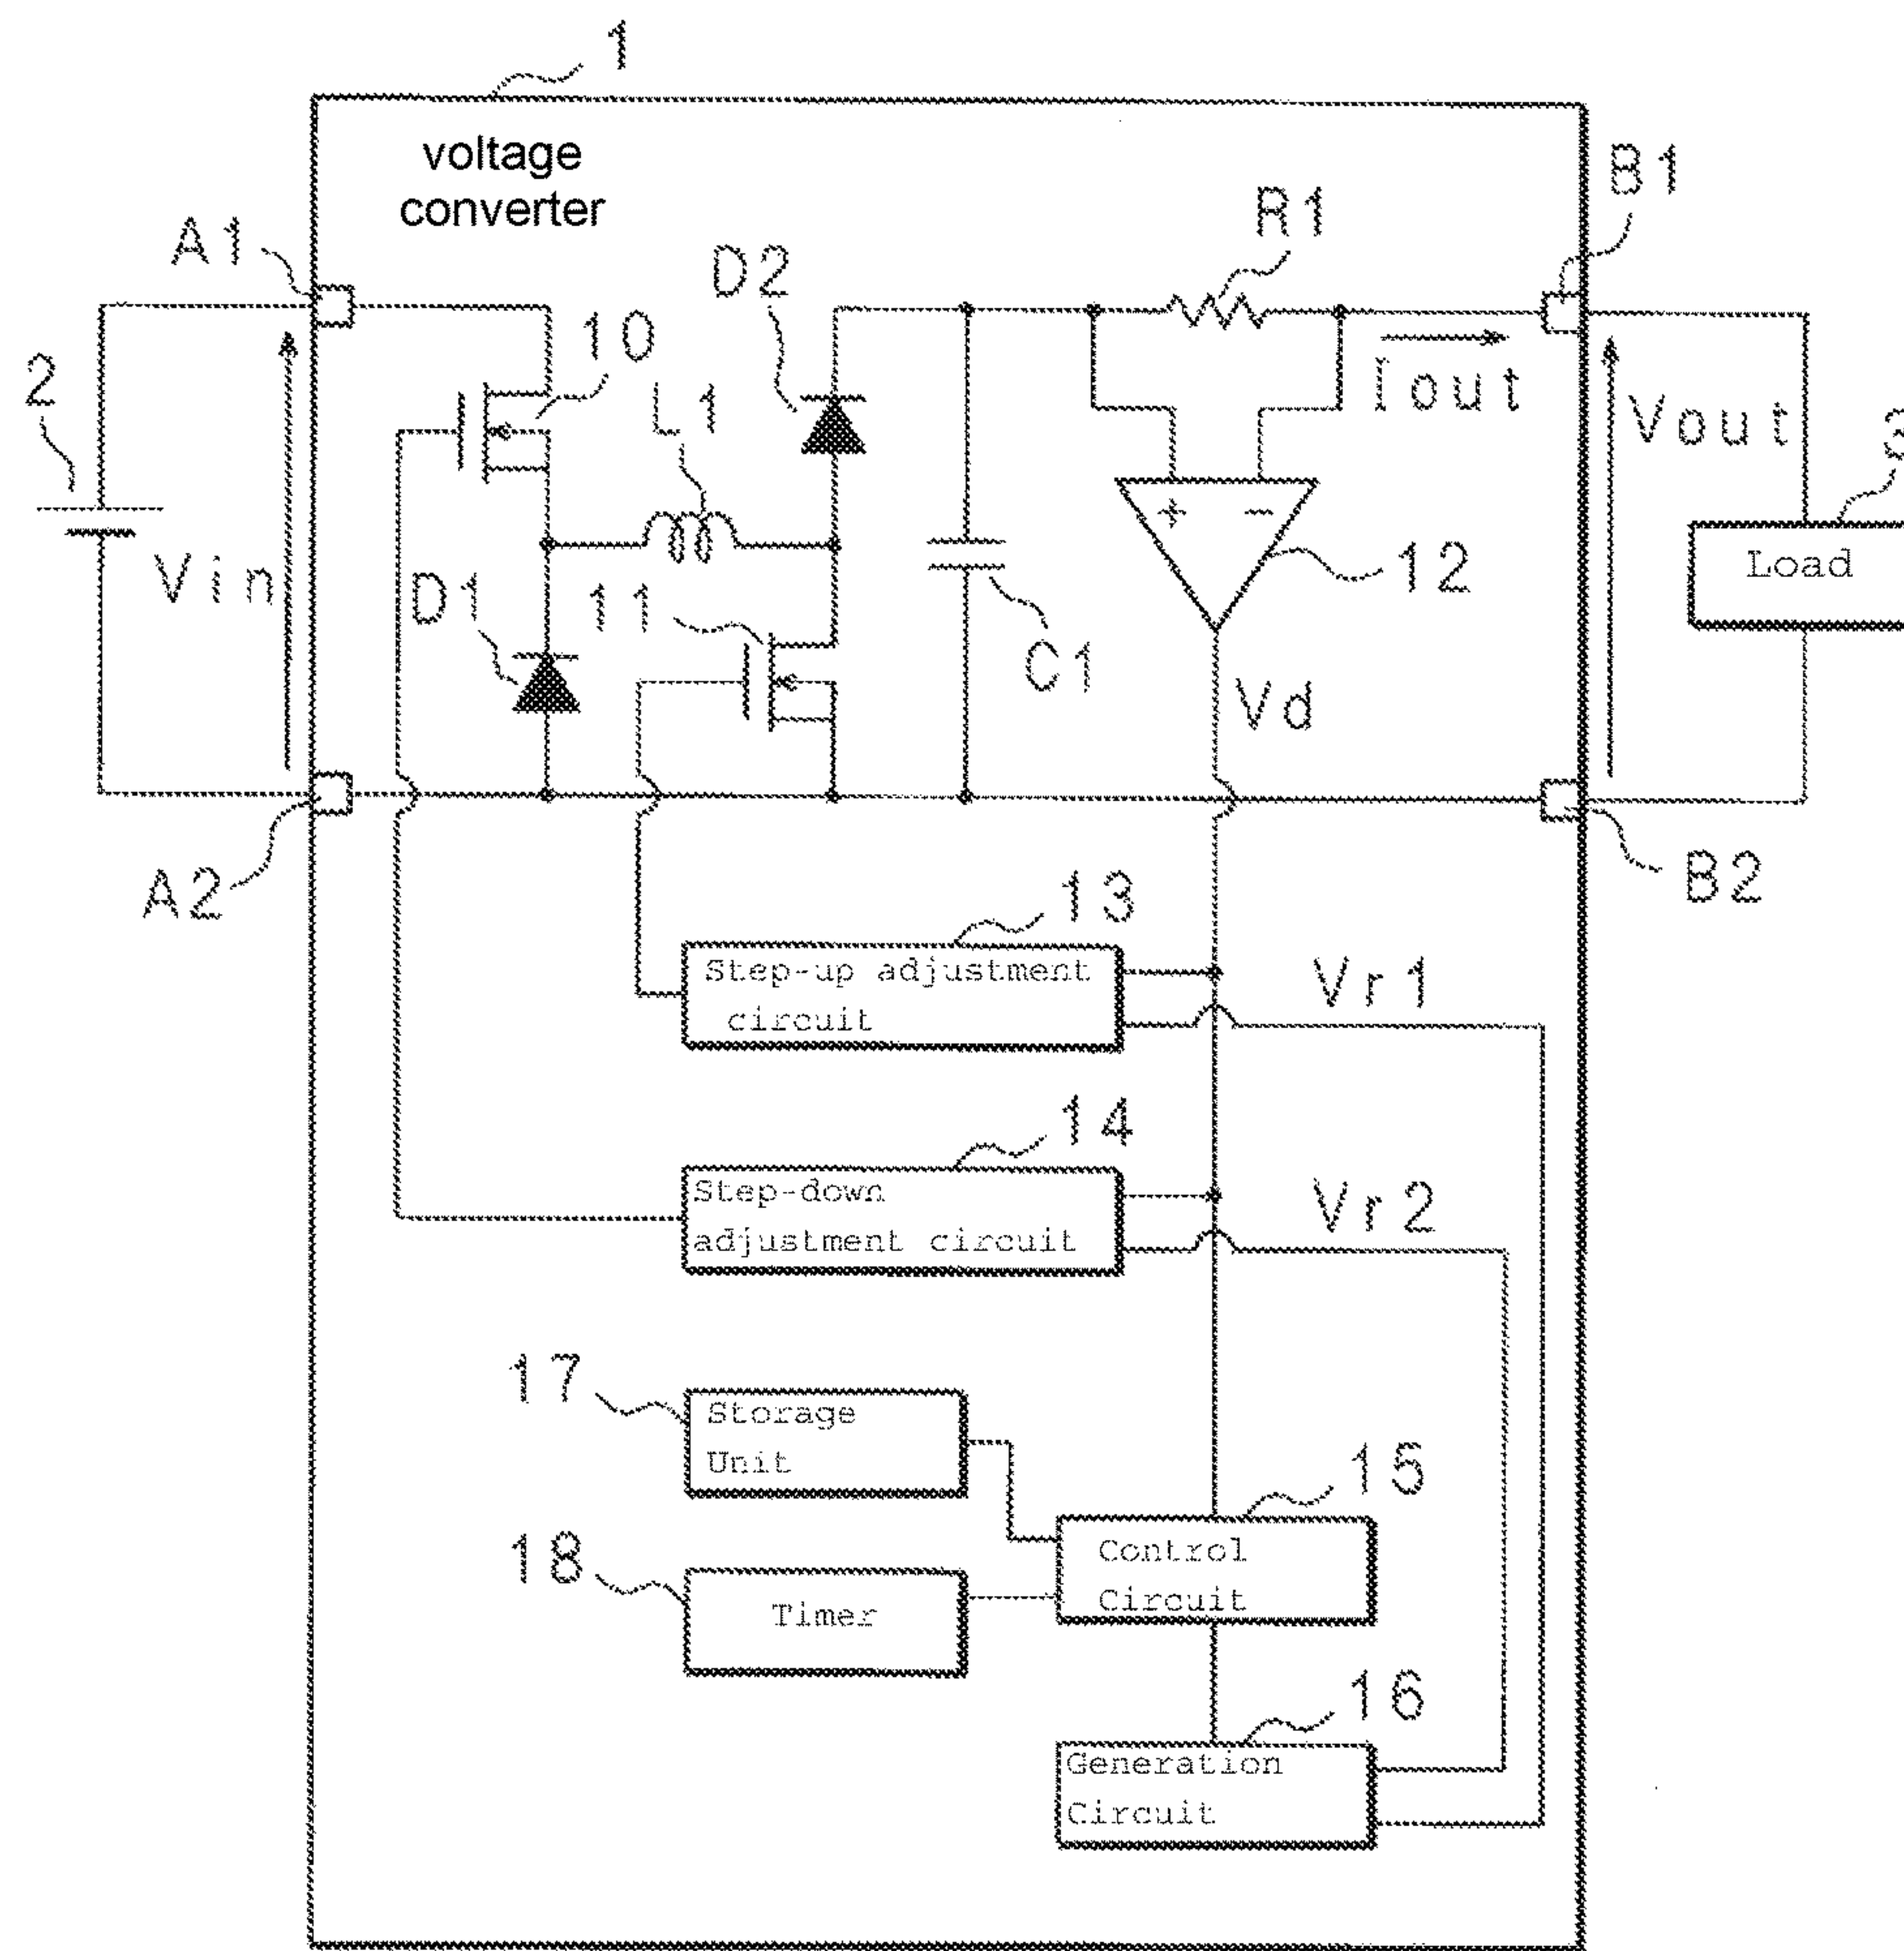 1
voltage
converter
A1
B1
R1
D2
10
L1
Iout
Vout
2
3
Vin
D1
11
+ −
12
Load
C1
Vd
A2
B2
13
Step-up adjustment
circuit
Vr1
14
Step-down
adjustment circuit
Vr2
17
Storage
Unit
15
Control
Circuit
18
Timer
16
Generation
Circuit